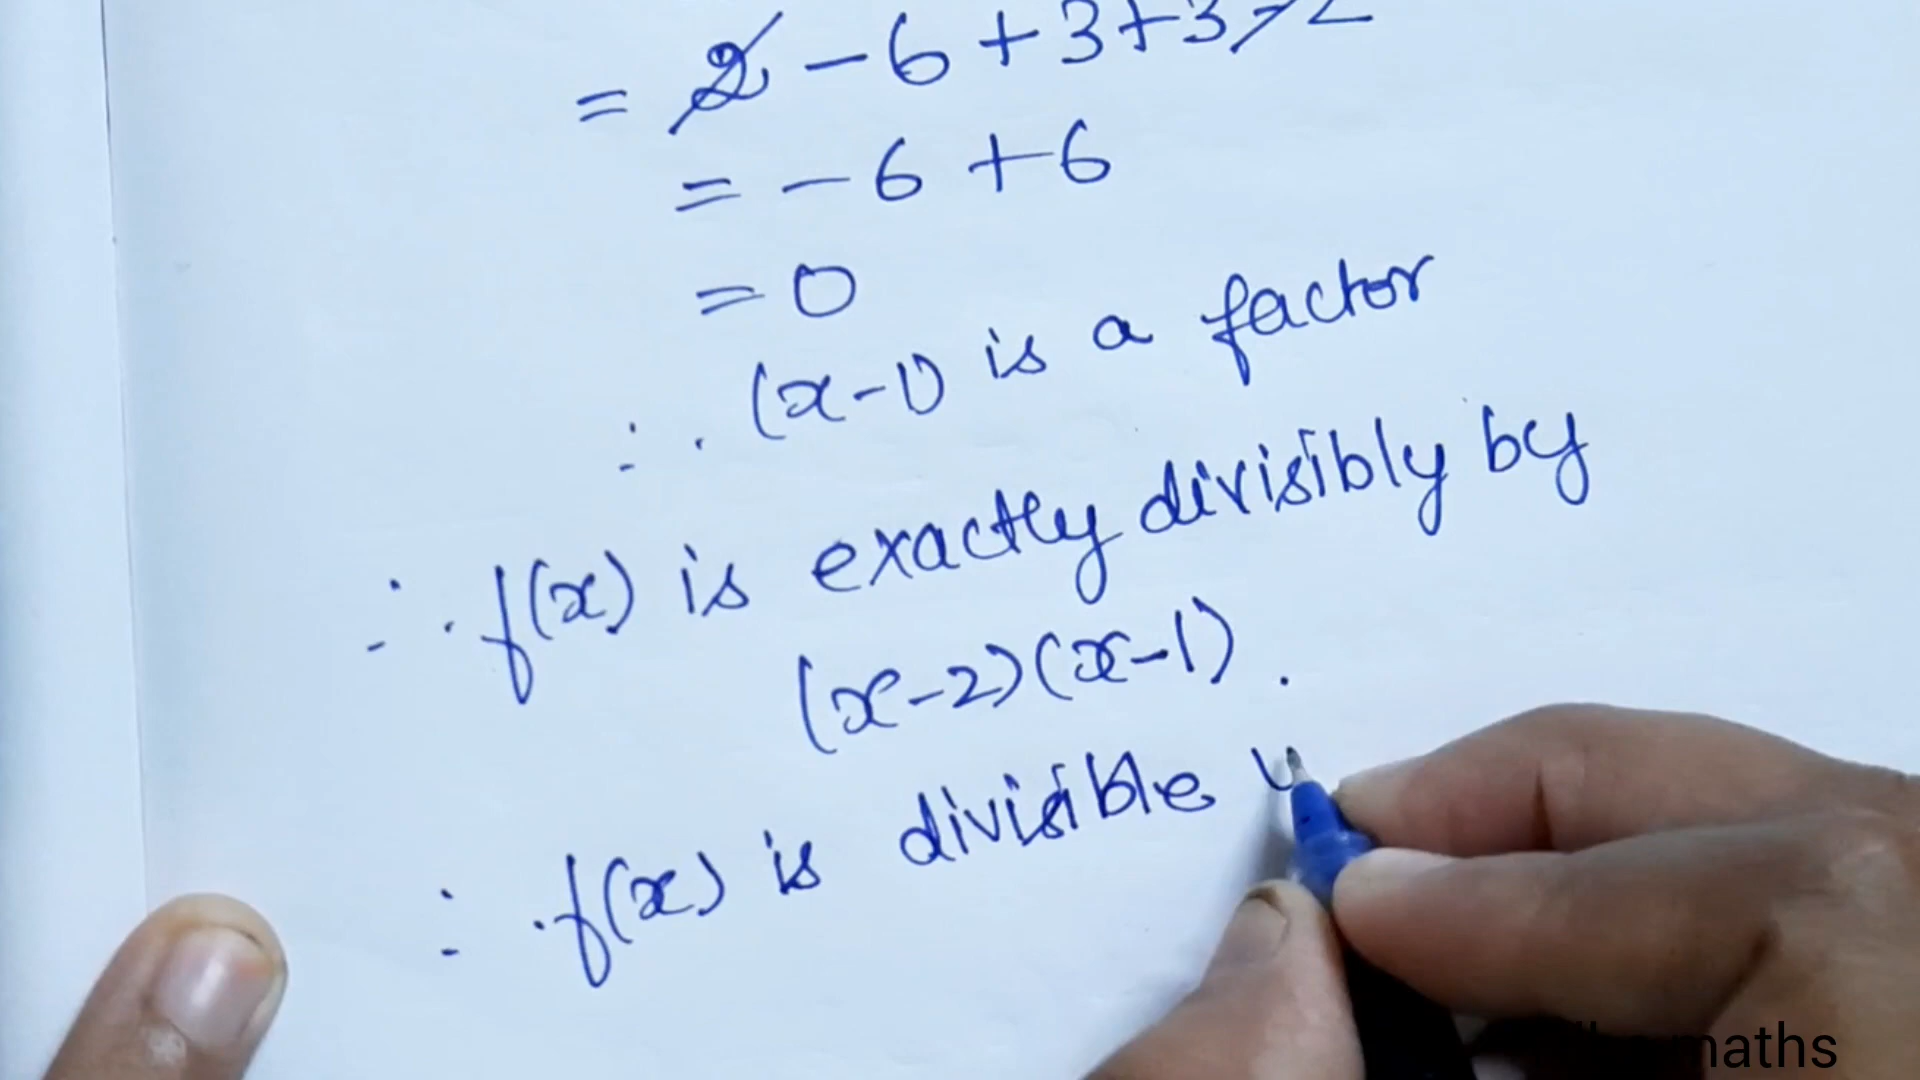 = 2 - 6 + 3 + 3 - 2
= - 6 + 6
= 0
∴ (x-1) is a factor
∴ f(x) is exactly divisibly by
(x-2)(x-1).
∴ f(x) is divisible
maths